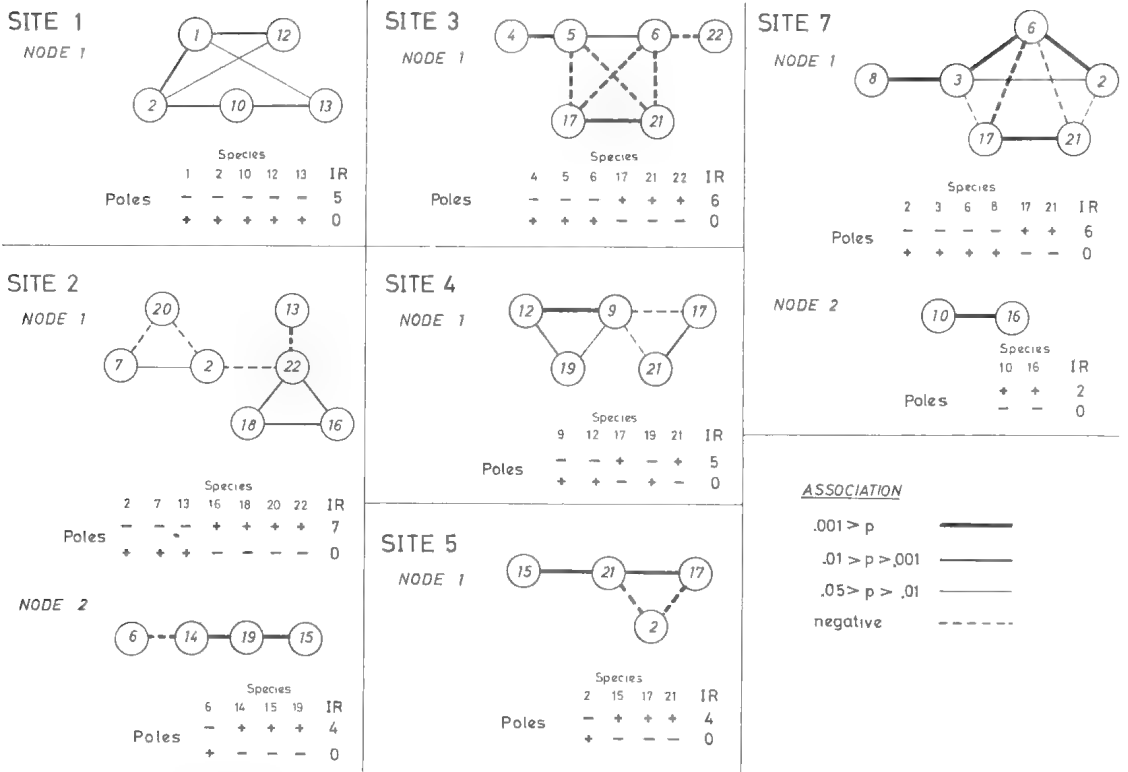 SITE 1
NODE 1
1 12
2 10 13
Species
1 2 10 12 13 IR
Poles − − − − − 5
+ + + + + 0
SITE 2
NODE 1
20 13
7 2 22
18 16
Species
2 7 13 16 18 20 22 IR
Poles − − − + + + + 7
+ + + − − − − 0
NODE 2
6 14 19 15
Species
6 14 15 19 IR
Poles − + + + 4
+ − − − 0
SITE 3
NODE 1
4 5 6 22
17 21
Species
4 5 6 17 21 22 IR
Poles − − − + + + 6
+ + + − − − 0
SITE 4
NODE 1
12 9 17
19 21
Species
9 12 17 19 21 IR
Poles − − + − + 5
+ + − + − 0
SITE 5
NODE 1
15 21 17
2
Species
2 15 17 21 IR
Poles − + + + 4
+ − − − 0
SITE 7
NODE 1
6
8 3 2
17 21
Species
2 3 6 8 17 21 IR
Poles − − − − + + 6
+ + + + − − 0
NODE 2
10 16
Species
10 16 IR
Poles + + 2
− − 0
ASSOCIATION
.001 > p
.01 > p > .001
.05 > p > .01
negative